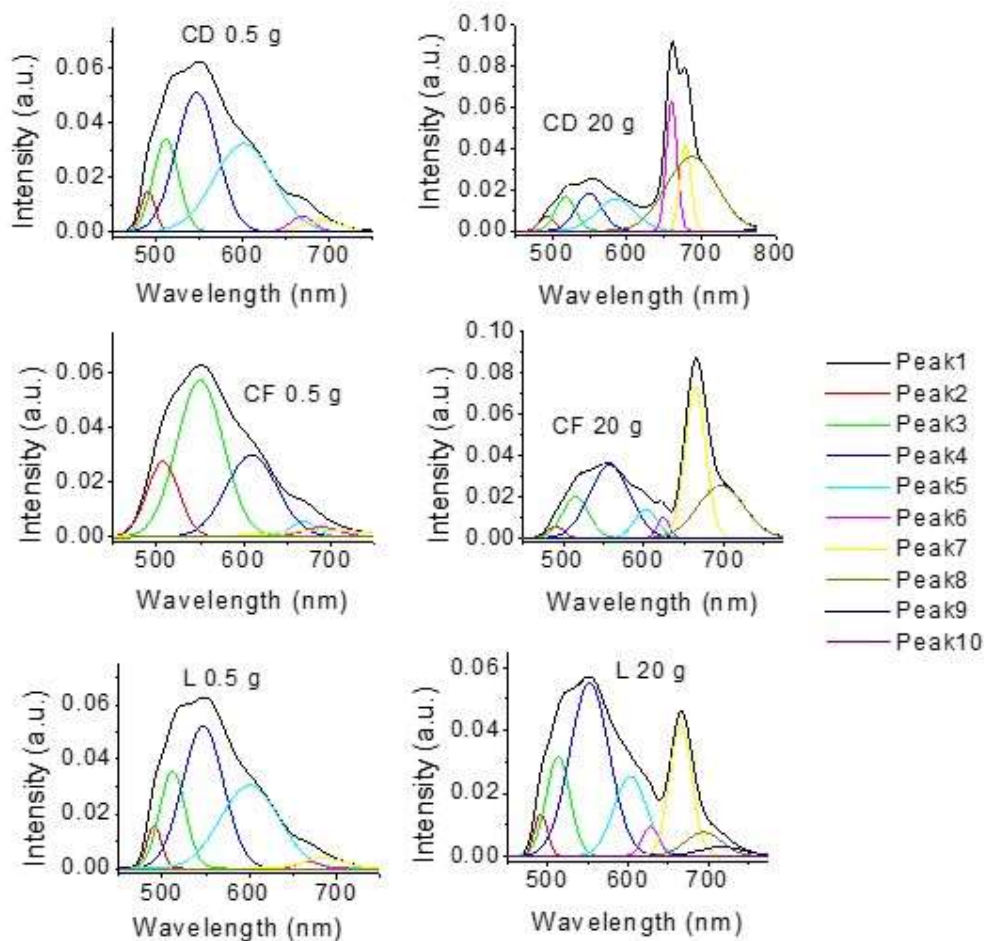 CD 0.5 g
Intensity (a.u.)
0.06
0.04
0.02
0.00
500 600 700
Wavelength (nm)
CD 20 g
Intensity (a.u.)
0.10
0.08
0.06
0.04
0.02
0.00
500 600 700 800
Wavelength (nm)
CF 0.5 g
Intensity (a.u.)
0.06
0.04
0.02
0.00
500 600 700
Wavelength (nm)
CF 20 g
Intensity (a.u.)
0.10
0.08
0.06
0.04
0.02
0.00
500 600 700
Wavelength (nm)
Peak1
Peak2
Peak3
Peak4
Peak5
Peak6
Peak7
Peak8
Peak9
Peak10
L 0.5 g
Intensity (a.u.)
0.06
0.04
0.02
0.00
500 600 700
Wavelength (nm)
L 20 g
Intensity (a.u.)
0.06
0.04
0.02
0.00
500 600 700
Wavelength (nm)